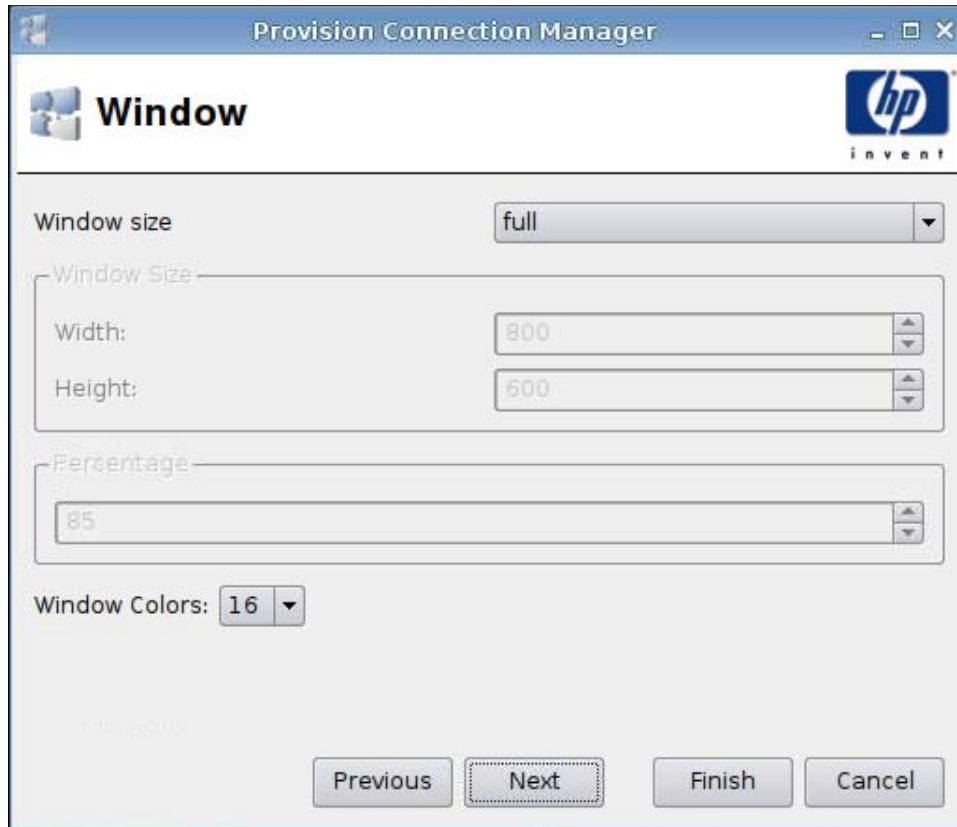 Provision Connection Manager
Window
hp
invent
Window size
full
Window Size
Width:
800
Height:
600
Percentage
85
Window Colors: 16
Previous
Next
Finish
Cancel